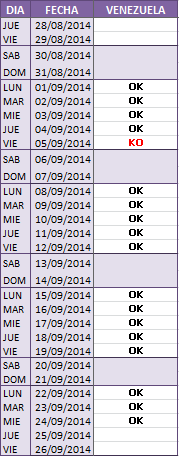 DIA FECHA VENEZUELA
JUE 28/08/2014
VIE 29/08/2014
SAB 30/08/2014
DOM 31/08/2014
LUN 01/09/2014 OK
MAR 02/09/2014 OK
MIE 03/09/2014 OK
JUE 04/09/2014 OK
VIE 05/09/2014 KO
SAB 06/09/2014
DOM 07/09/2014
LUN 08/09/2014 OK
MAR 09/09/2014 OK
MIE 10/09/2014 OK
JUE 11/09/2014 OK
VIE 12/09/2014 OK
SAB 13/09/2014
DOM 14/09/2014
LUN 15/09/2014 OK
MAR 16/09/2014 OK
MIE 17/09/2014 OK
JUE 18/09/2014 OK
VIE 19/09/2014 OK
SAB 20/09/2014
DOM 21/09/2014
LUN 22/09/2014 OK
MAR 23/09/2014 OK
MIE 24/09/2014 OK
JUE 25/09/2014
VIE 26/09/2014